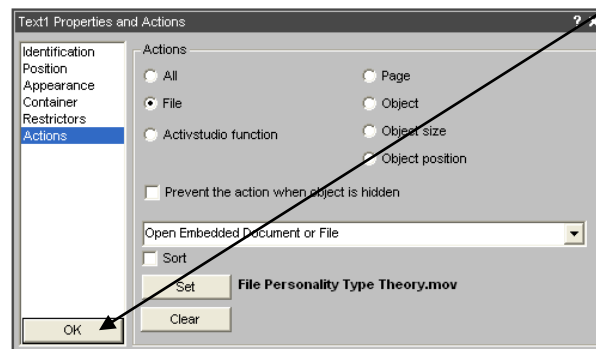 Text1 Properties and Actions
Identification
Position
Appearance
Container
Restrictors
Actions
OK
Actions
All
Page
File
Object
Activstudio function
Object size
Object position
Prevent the action when object is hidden
Open Embedded Document or File
Sort
Set File Personality Type Theory.mov
Clear